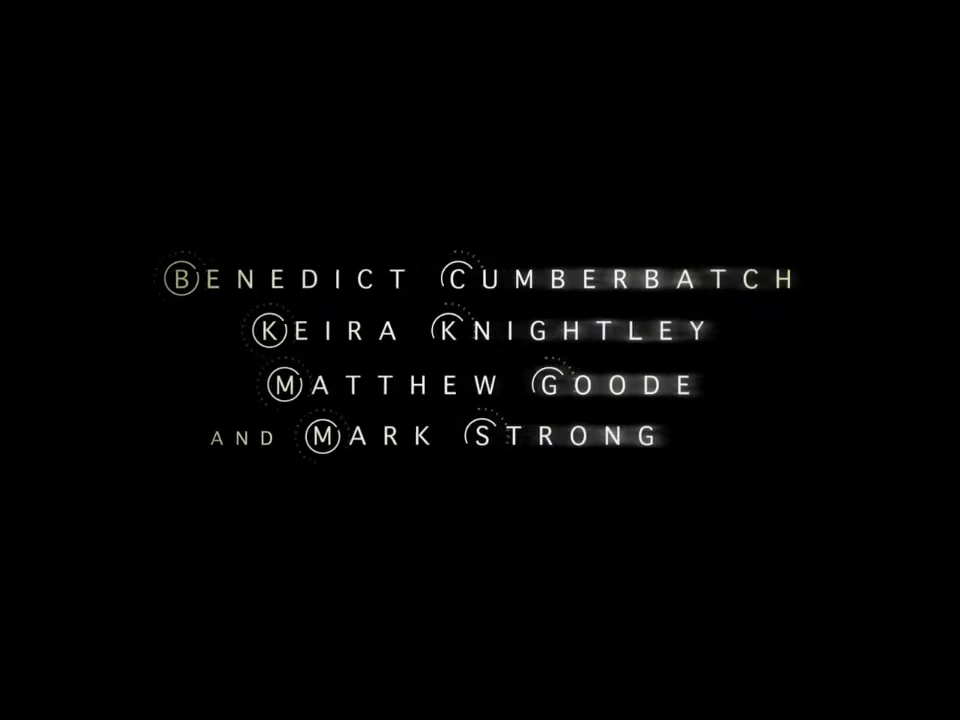 BENEDICT CUMBERBATCH
KEIRA KNIGHTLEY
MATTHEW GOODE
AND MARK STRONG